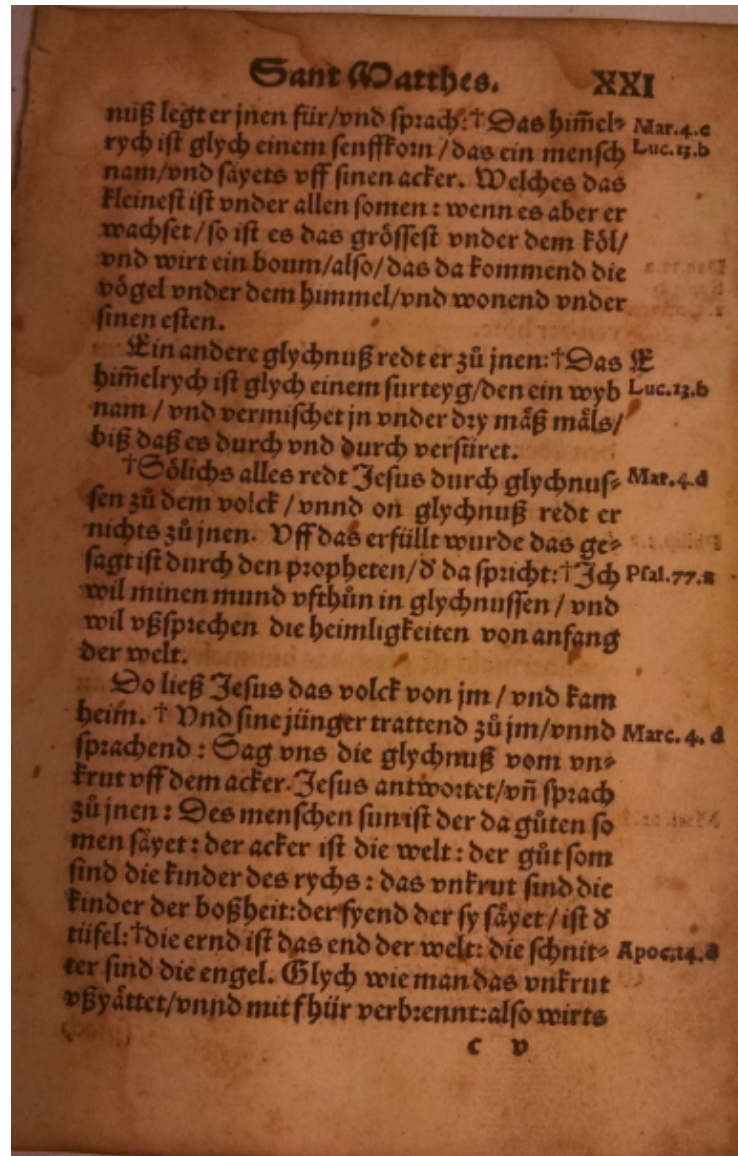 Sant Matthes. XXI
nuß legt er jnen für/vnd sprach:†Das him̃el⸗ Mar.4.c
rych ist glych einem senffkorn/das ein mensch Luc.13.b
nam/vnd säyets vff sinen acker. Welches das
kleinest ist vnder allen somen: wenn es aber er
wachset/so ist es das grössest vnder dem köl/
vnd wirt ein boum/also/das da kommend die
vögel vnder dem himmel/vnd wonend vnder
sinen esten.
Ein andere glychnuß redt er zů jnen:†Das E
him̃elrych ist glych einem surteyg/den ein wyb Luc.13.b
nam/vnd vermischet jn vnder dry mäß mäls/
biß daß es durch vnd durch versüret.
†Sölichs alles redt Jesus durch glychnus⸗ Mar.4.d
sen zů dem volck/vnnd on glychnuß redt er
nichts zů jnen. Vff das erfüllt wurde das ge⸗
sagt ist durch den propheten/d̕ da spricht:†Ich Psal.77.a
wil minen mund vfthůn in glychnussen/vnd
wil vßsprechen die heimligkeiten von anfang
der welt.
Do ließ Jesus das volck von jm/vnd kam
heim. † Vnd sine jünger trattend zů jm/vnnd Marc.4.d
sprachend: Sag vns die glychnuß vom vn⸗
krut vff dem acker. Jesus antwortet/vñ sprach
zů jnen: Des menschen sun ist der da gůten so
men säyet: der acker ist die welt: der gůt som
sind die kinder des rychs: das vnkrut sind die
kinder der boßheit: der fyend der sy säyet/ist d̕
tüfel:†die ernd ist das end der welt: die schnit⸗ Apoc.14.d
ter sind die engel. Glych wie man das vnkrut
vßyättet/vnnd mit fhür verbrennt: also wirts
c v